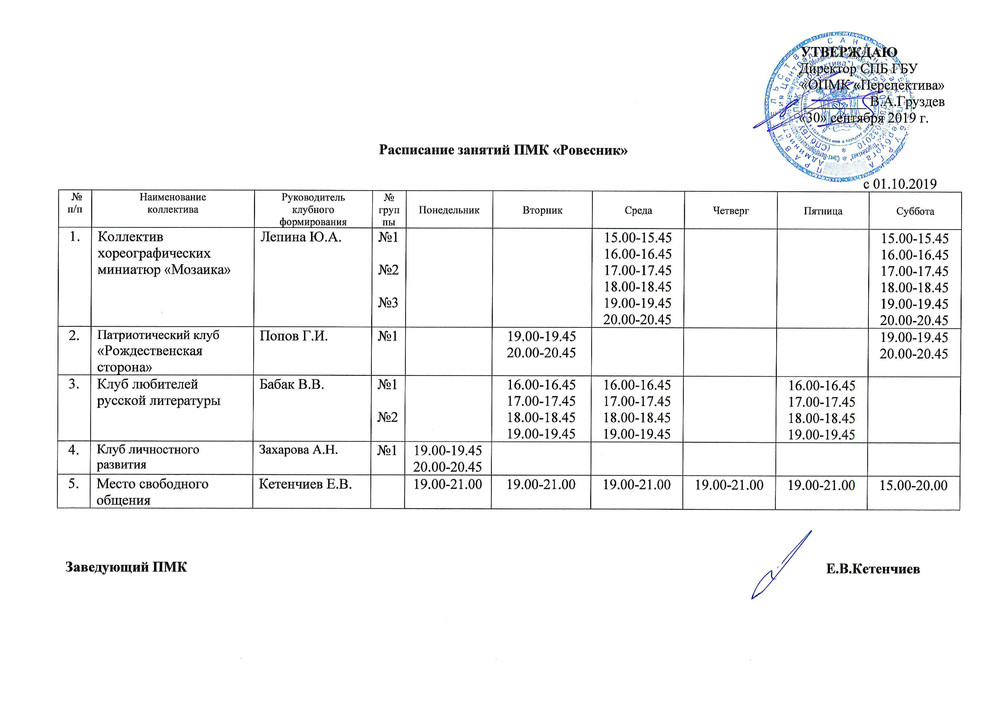 УТВЕРЖДАЮ
Директор СПБ ГБУ
«ОПМК «Перспектива»
В.А.Груздев
«30» сентября 2019 г.
Расписание занятий ПМК «Ровесник»
с 01.10.2019
№ п/п Наименование коллектива Руководитель клубного формирования № груп пы Понедельник Вторник Среда Четверг Пятница Суббота
1. Коллектив Лепина Ю.А. №1 15.00-15.45 15.00-15.45
хореографических 16.00-16.45 16.00-16.45
миниатюр «Мозаика» №2 17.00-17.45 17.00-17.45
18.00-18.45 18.00-18.45
№3 19.00-19.45 19.00-19.45
20.00-20.45 20.00-20.45
2. Патриотический клуб Попов Г.И. №1 19.00-19.45 19.00-19.45
«Рождественская 20.00-20.45 20.00-20.45
сторона»
3. Клуб любителей Бабак В.В. №1 16.00-16.45 16.00-16.45 16.00-16.45
русской литературы 17.00-17.45 17.00-17.45 17.00-17.45
№2 18.00-18.45 18.00-18.45 18.00-18.45
19.00-19.45 19.00-19.45 19.00-19.45
4. Клуб личностного Захарова А.Н. №1 19.00-19.45
развития 20.00-20.45
5. Место свободного Кетенчиев Е.В. 19.00-21.00 19.00-21.00 19.00-21.00 19.00-21.00 19.00-21.00 15.00-20.00
общения
Заведующий ПМК Е.В.Кетенчиев